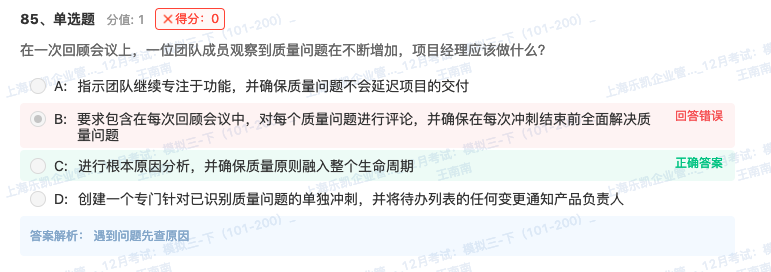 85、单选题 分值: 1 ✕得分：0
在一次回顾会议上，一位团队成员观察到质量问题在不断增加，项目经理应该做什么？
A: 指示团队继续专注于功能，并确保质量问题不会延迟项目的交付
B: 要求包含在每次回顾会议中，对每个质量问题进行评论，并确保在每次冲刺结束前全面解决质 回答错误
量问题
C: 进行根本原因分析，并确保质量原则融入整个生命周期 正确答案
D: 创建一个专门针对已识别质量问题的单独冲刺，并将待办列表的任何变更通知产品负责人
答案解析： 遇到问题先查原因
上海乐凯企业管..._12月考试：模拟三-下（101-200）_
王南南